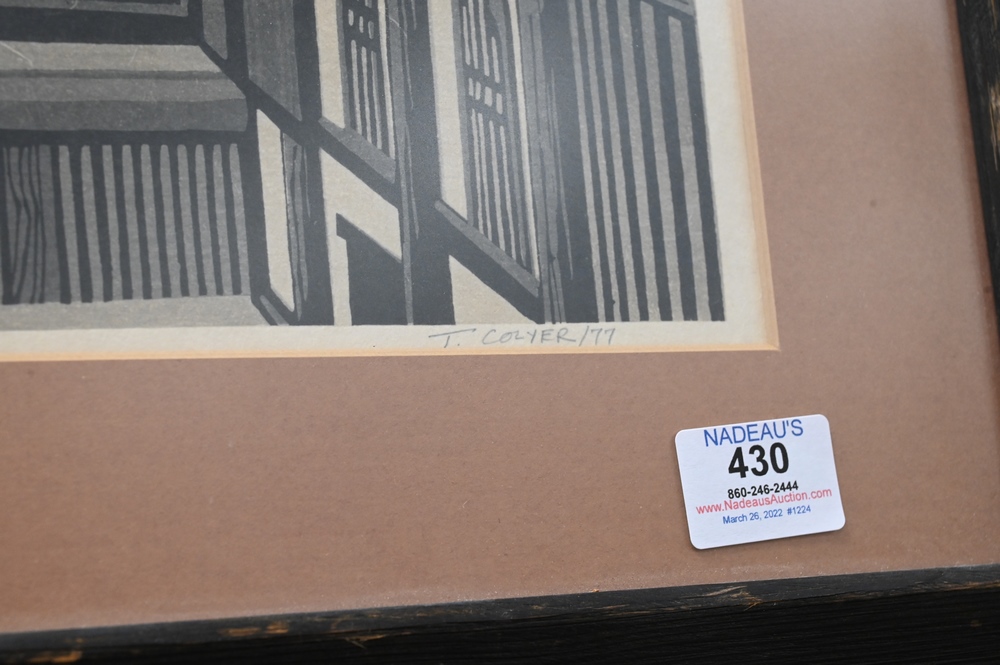 T. COLYER/77
NADEAU'S
430
860-246-2444
www.NadeausAuction.com
March 26, 2022 #1224